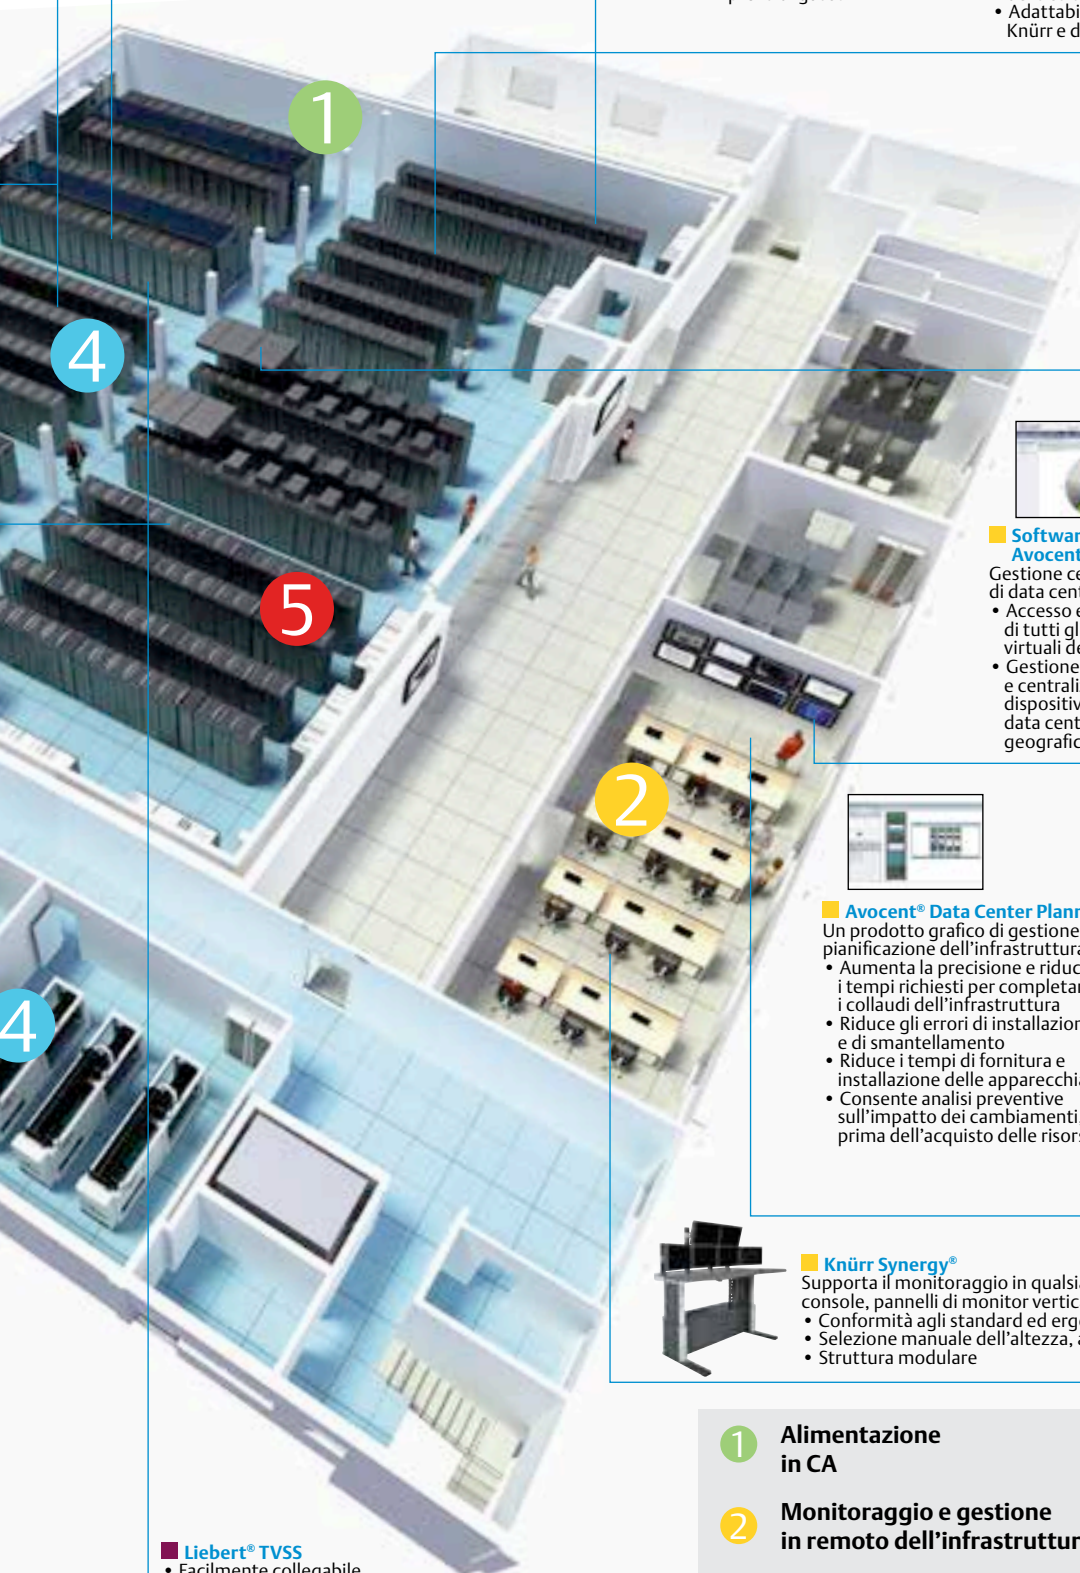 • Adattabi
Knürr e d
1
4
5
2
4
Softwar
Avocent
Gestione ce
di data cent
• Accesso e
di tutti gl
virtuali de
• Gestione
e centrali
dispositiv
data cent
geografic
Avocent® Data Center Plann
Un prodotto grafico di gestione
pianificazione dell’infrastruttura
• Aumenta la precisione e riduc
i tempi richiesti per completar
i collaudi dell’infrastruttura
• Riduce gli errori di installazion
e di smantellamento
• Riduce i tempi di fornitura e
installazione delle apparecchia
• Consente analisi preventive
sull’impatto dei cambiamenti,
prima dell’acquisto delle risors
Knürr Synergy®
Supporta il monitoraggio in qualsia
console, pannelli di monitor vertic
• Conformità agli standard ed ergo
• Selezione manuale dell’altezza, a
• Struttura modulare
1 Alimentazione
in CA
2 Monitoraggio e gestione
in remoto dell’infrastruttur
Liebert® TVSS
• Facilmente collegabile